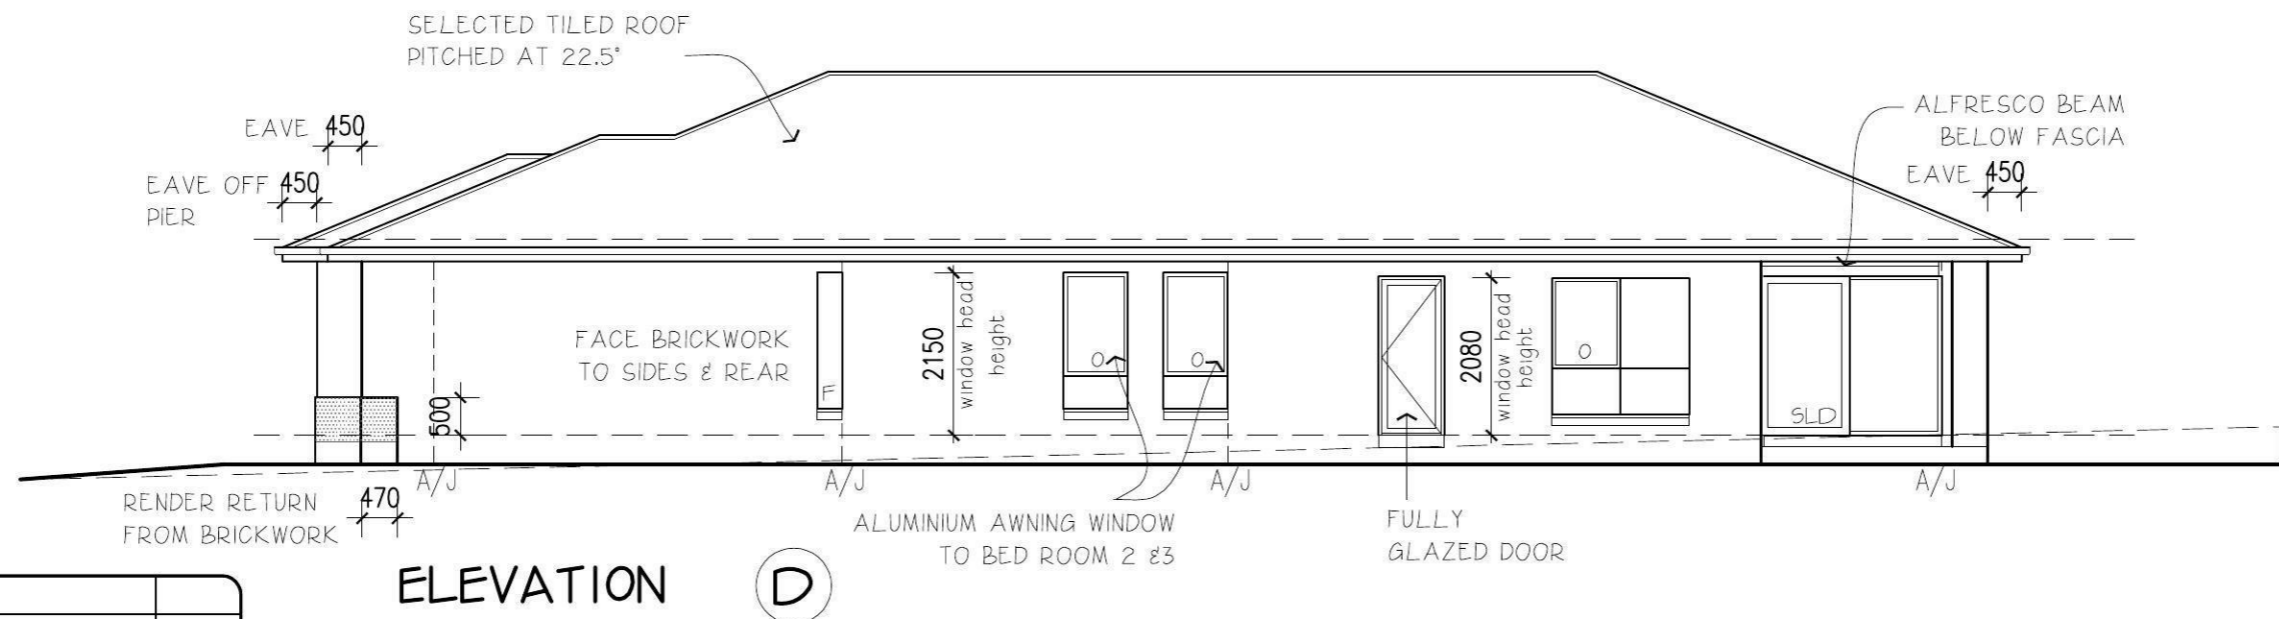 SELECTED TILED ROOF
PITCHED AT 22.5°
ALFRESCO BEAM
BELOW FASCIA
EAVE 450
EAVE 450
EAVE OFF 450
PIER
FACE BRICKWORK
TO SIDES & REAR
F
2150
window head
height
O
O
2080
window head
height
O
SLD
500
A/J
A/J
A/J
A/J
RENDER RETURN
FROM BRICKWORK
470
ALUMINIUM AWNING WINDOW
TO BED ROOM 2 &3
FULLY
GLAZED DOOR
ELEVATION D